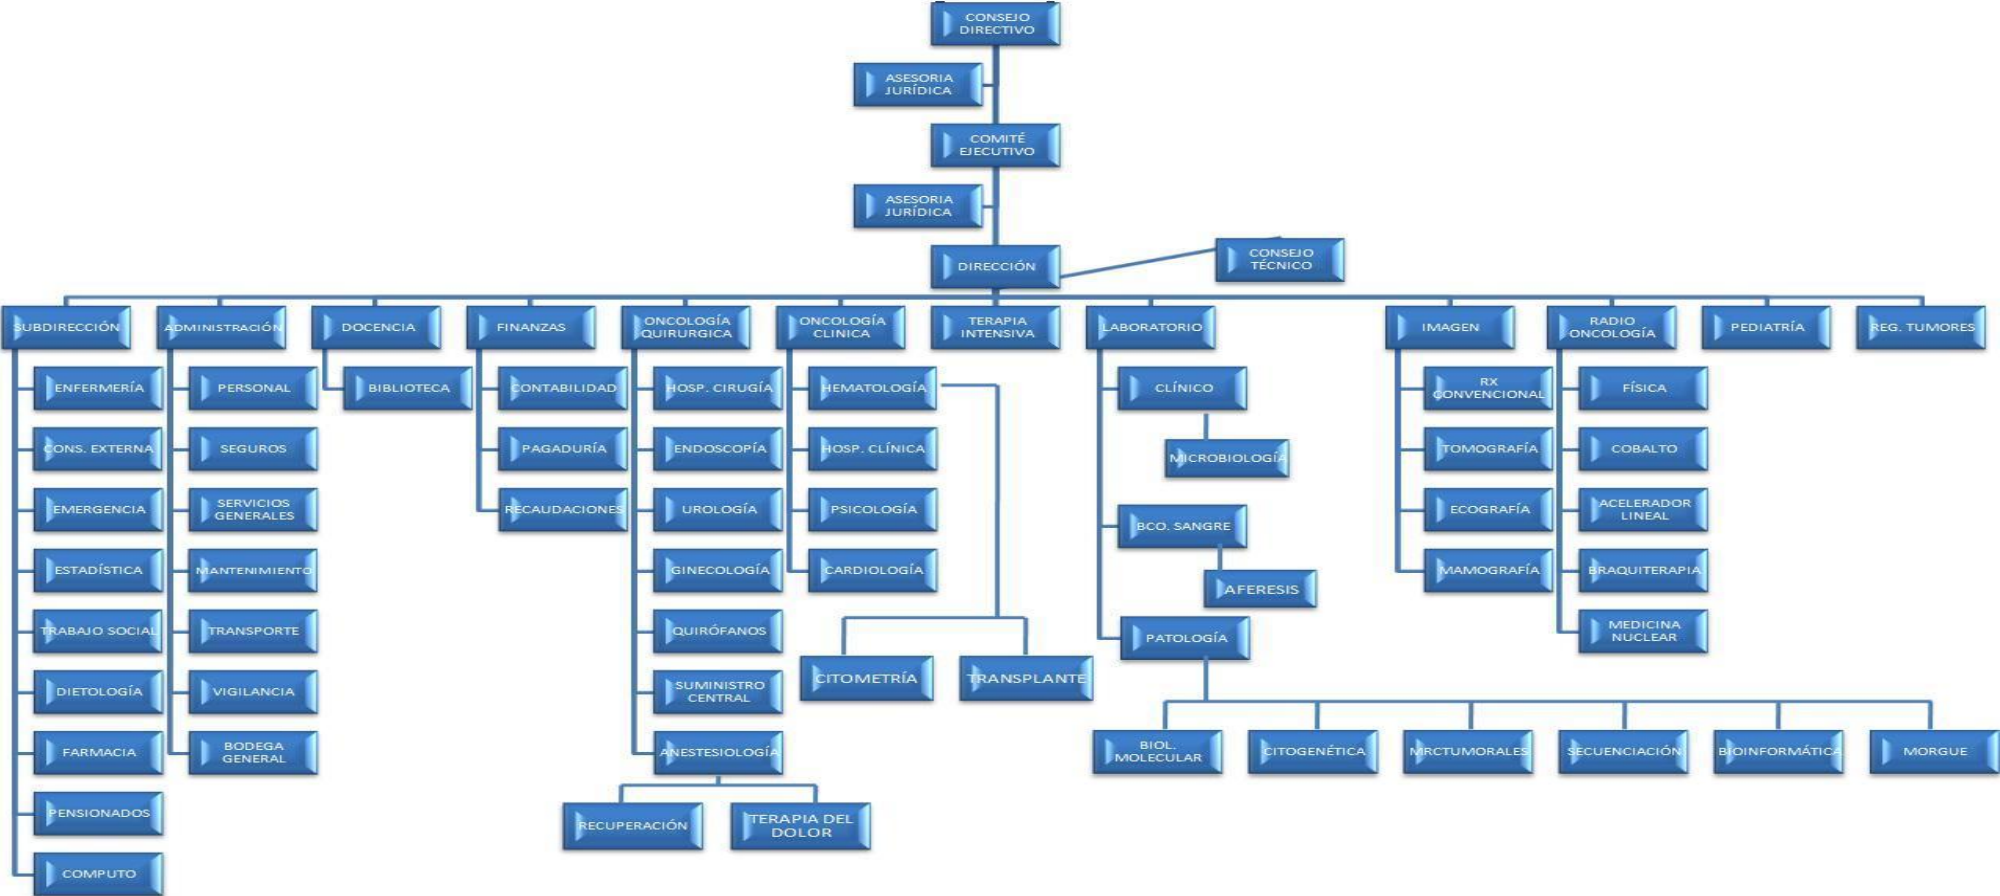 CONSEJO
DIRECTIVO
ASESORIA
JURÍDICA
COMITÉ
EJECUTIVO
ASESORIA
JURÍDICA
DIRECCIÓN
CONSEJO
TÉCNICO
SUBDIRECCIÓN
ENFERMERÍA
CONS. EXTERNA
EMERGENCIA
ESTADÍSTICA
TRABAJO SOCIAL
DIETOLOGÍA
FARMACIA
PENSIONADOS
COMPUTO
ADMINISTRACIÓN
PERSONAL
SEGUROS
SERVICIOS
GENERALES
MANTENIMIENTO
TRANSPORTE
VIGILANCIA
BODEGA
GENERAL
DOCENCIA
BIBLIOTECA
FINANZAS
CONTABILIDAD
PAGADURÍA
RECAUDACIONES
ONCOLOGÍA
QUIRURGICA
HOSP. CIRUGÍA
ENDOSCOPÍA
UROLOGÍA
GINECOLOGÍA
QUIRÓFANOS
SUMINISTRO
CENTRAL
ANESTESIOLOGÍA
RECUPERACIÓN
TERAPIA DEL
DOLOR
ONCOLOGÍA
CLINICA
HEMATOLOGÍA
HOSP. CLÍNICA
PSICOLOGÍA
CARDIOLOGÍA
CITOMETRÍA
TRANSPLANTE
TERAPIA
INTENSIVA
LABORATORIO
CLÍNICO
MICROBIOLOGÍA
BCO. SANGRE
AFERESIS
PATOLOGÍA
BIOL.
MOLECULAR
CITOGENÉTICA
MRCTUMORALES
SECUENCIACIÓN
BIOINFORMÁTICA
MORGUE
IMAGEN
RX
CONVENCIONAL
TOMOGRAFÍA
ECOGRAFÍA
MAMOGRAFÍA
RADIO
ONCOLOGÍA
FÍSICA
COBALTO
ACELERADOR
LINEAL
BRAQUITERAPIA
MEDICINA
NUCLEAR
PEDIATRÍA
REG. TUMORES